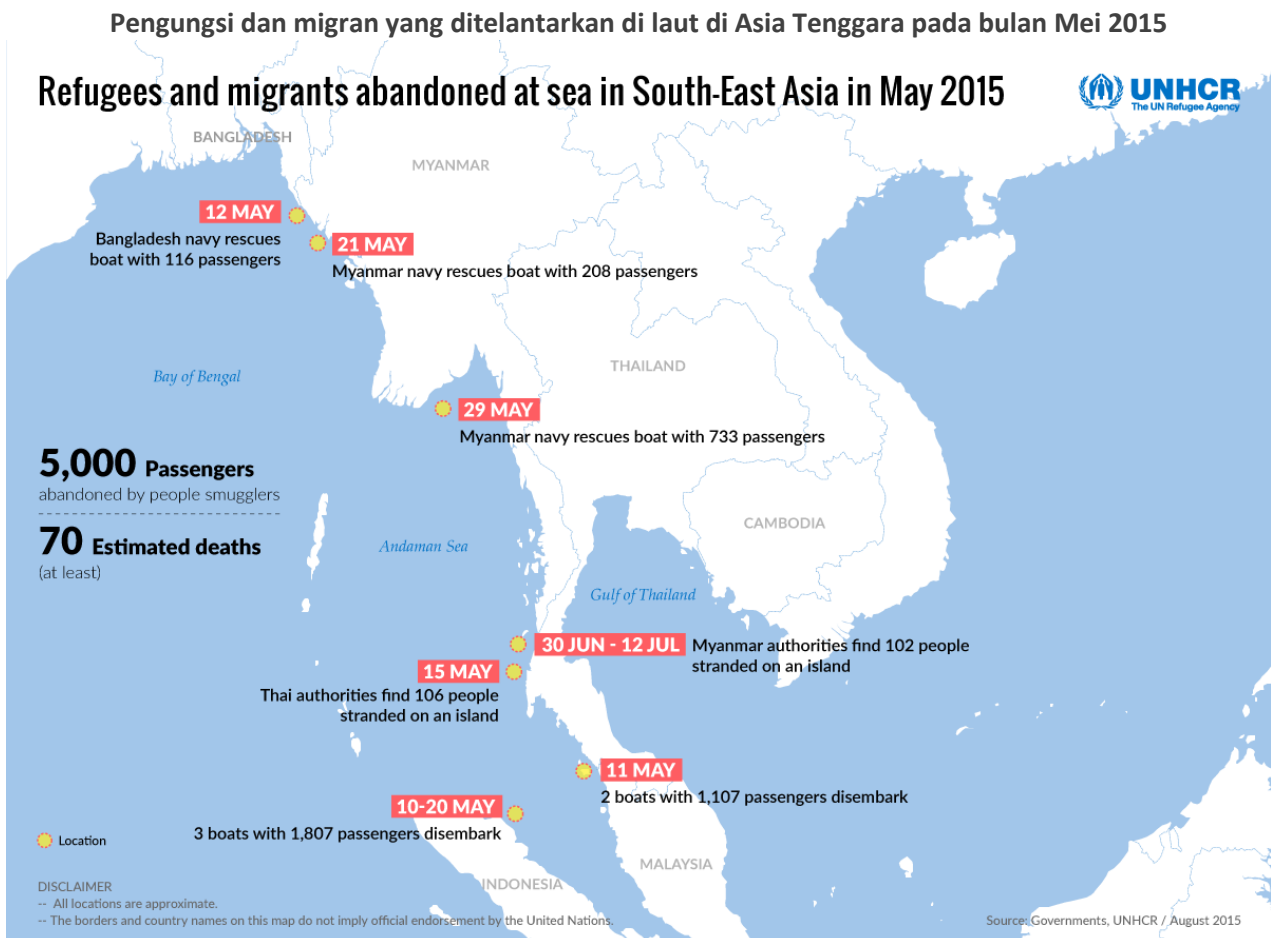 Pengungsi dan migran yang ditelantarkan di laut di Asia Tenggara pada bulan Mei 2015
Refugees and migrants abandoned at sea in South-East Asia in May 2015
UNHCR
The UN Refugee Agency
BANGLADESH
MYANMAR
12 MAY
Bangladesh navy rescues
boat with 116 passengers
21 MAY
Myanmar navy rescues boat with 208 passengers
THAILAND
Bay of Bengal
29 MAY
Myanmar navy rescues boat with 733 passengers
5,000 Passengers
abandoned by people smugglers
70 Estimated deaths
(at least)
CAMBODIA
Andaman Sea
Gulf of Thailand
30 JUN - 12 JUL
Myanmar authorities find 102 people
stranded on an island
15 MAY
Thai authorities find 106 people
stranded on an island
11 MAY
2 boats with 1,107 passengers disembark
10-20 MAY
3 boats with 1,807 passengers disembark
Location
MALAYSIA
INDONESIA
DISCLAIMER
-- All locations are approximate.
-- The borders and country names on this map do not imply official endorsement by the United Nations.
Source: Governments, UNHCR / August 2015